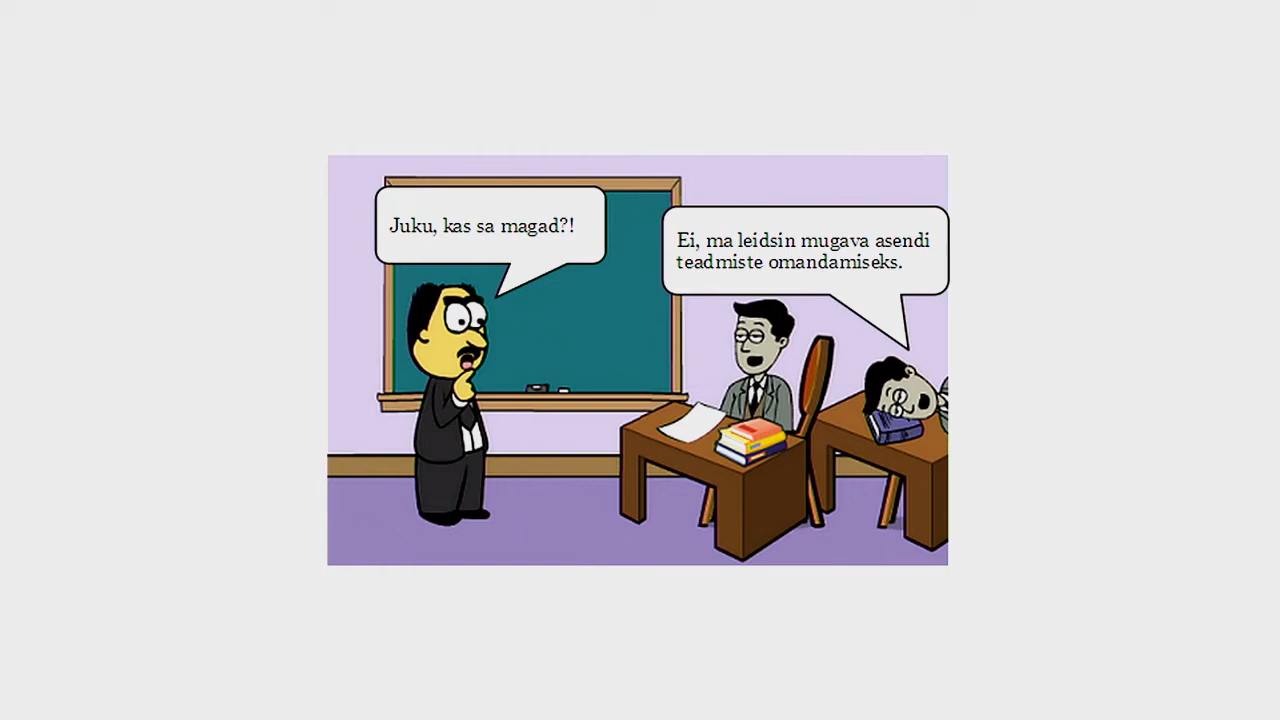 Juku, kas sa magad?!
Ei, ma leidsin mugava asendi
teadmiste omandamiseks.